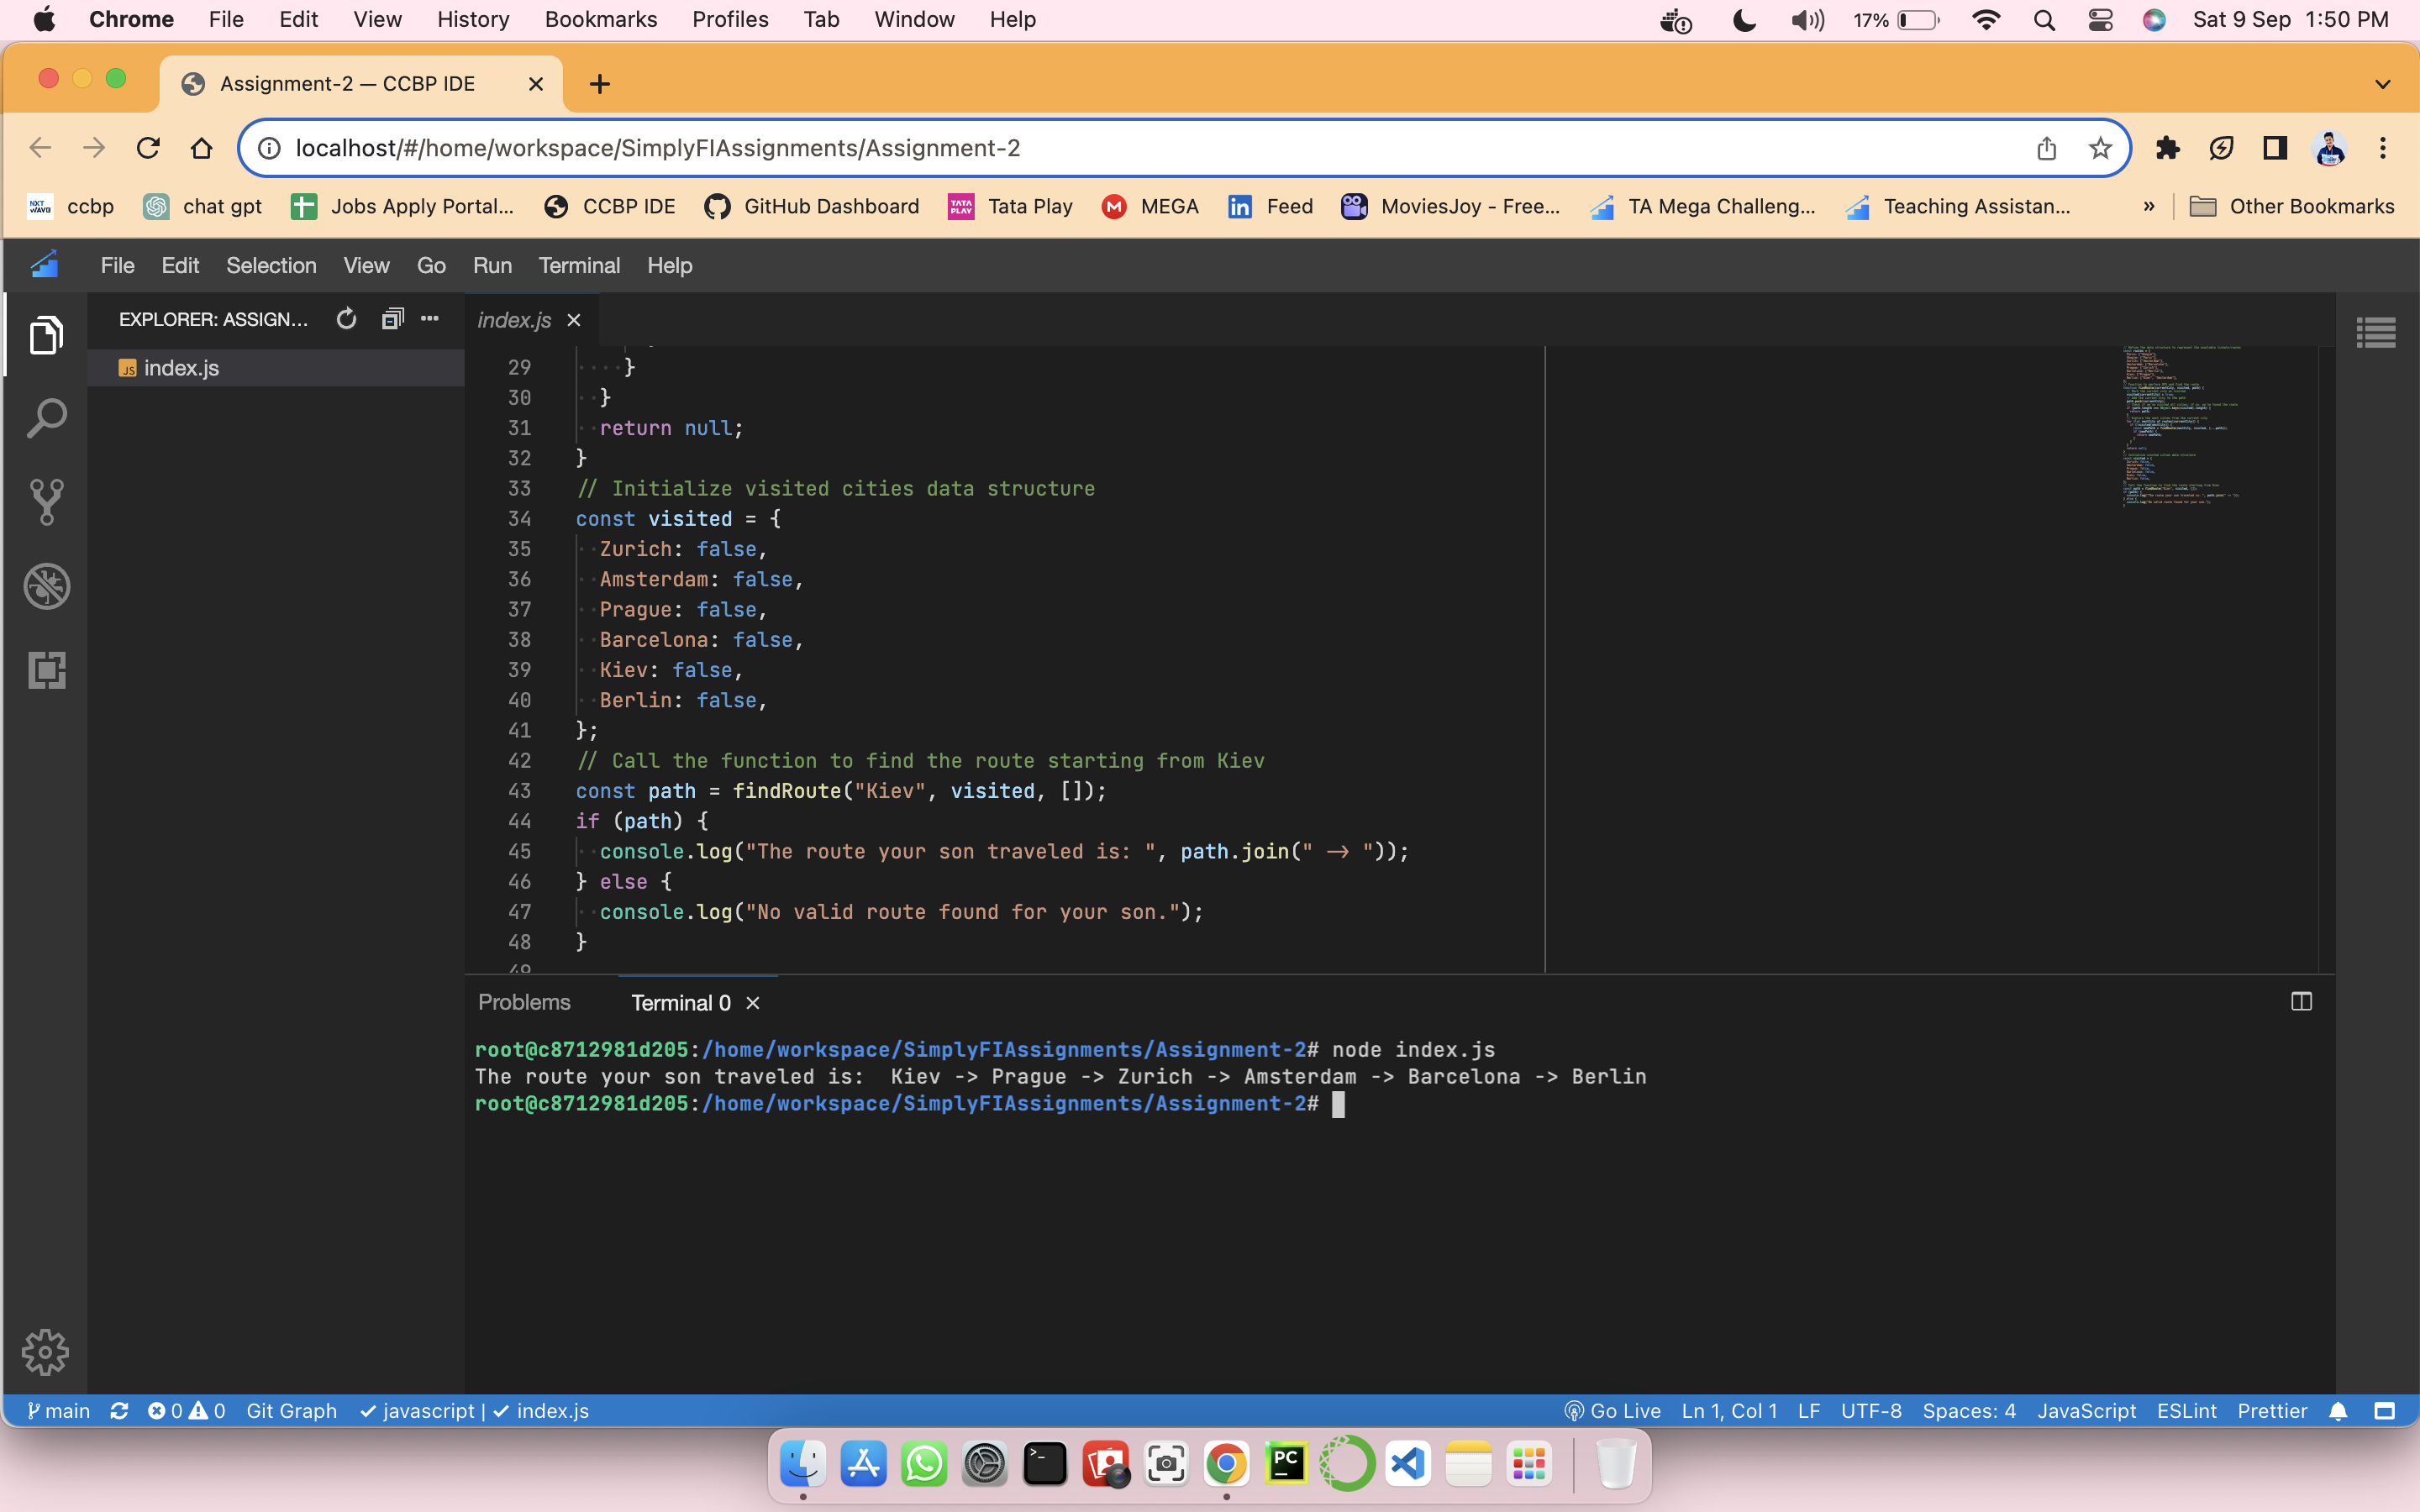 Chrome File Edit View History Bookmarks Profiles Tab Window Help 17% Sat 9 Sep 1:50 PM
Assignment-2 — CCBP IDE
localhost/#/home/workspace/SimplyFIAssignments/Assignment-2
NXT WAVE ccbp chat gpt Jobs Apply Portal... CCBP IDE GitHub Dashboard TATA PLAY Tata Play MEGA Feed MoviesJoy - Free... TA Mega Challeng... Teaching Assistan... » Other Bookmarks
File Edit Selection View Go Run Terminal Help
EXPLORER: ASSIGN...
JS index.js
index.js
29 }
30 }
31 return null;
32 }
33 // Initialize visited cities data structure
34 const visited = {
35 Zurich: false,
36 Amsterdam: false,
37 Prague: false,
38 Barcelona: false,
39 Kiev: false,
40 Berlin: false,
41 };
42 // Call the function to find the route starting from Kiev
43 const path = findRoute("Kiev", visited, []);
44 if (path) {
45 console.log("The route your son traveled is: ", path.join(" -> "));
46 } else {
47 console.log("No valid route found for your son.");
48 }
49
Problems Terminal 0
root@c8712981d205:/home/workspace/SimplyFIAssignments/Assignment-2# node index.js
The route your son traveled is:  Kiev -> Prague -> Zurich -> Amsterdam -> Barcelona -> Berlin
root@c8712981d205:/home/workspace/SimplyFIAssignments/Assignment-2#
main 0 0 Git Graph javascript | index.js Go Live Ln 1, Col 1 LF UTF-8 Spaces: 4 JavaScript ESLint Prettier
PC